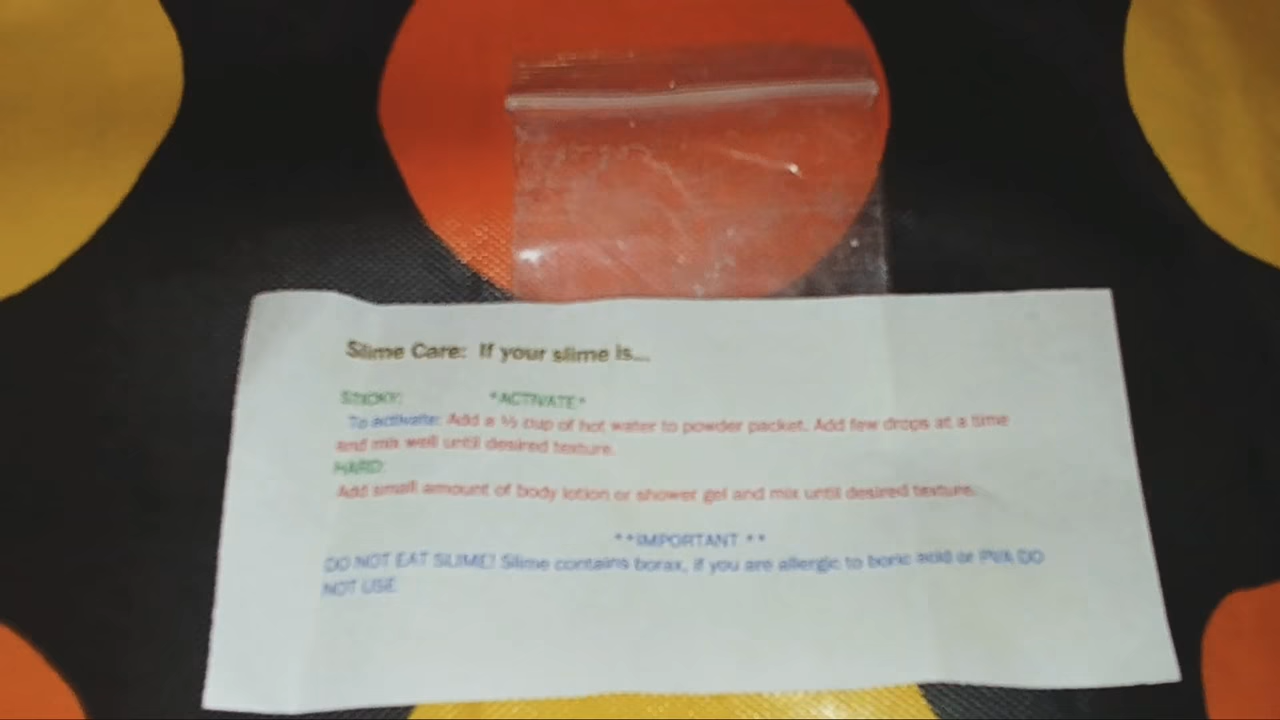 Slime Care: If your slime is...
STICKY: *ACTIVATE*
To activate: Add a ½ cup of hot water to powder packet. Add few drops at a time
and mix well until desired texture.
HARD:
Add small amount of body lotion or shower gel and mix until desired texture.
**IMPORTANT **
DO NOT EAT SLIME! Slime contains borax, if you are allergic to boric acid or PVA DO
NOT USE